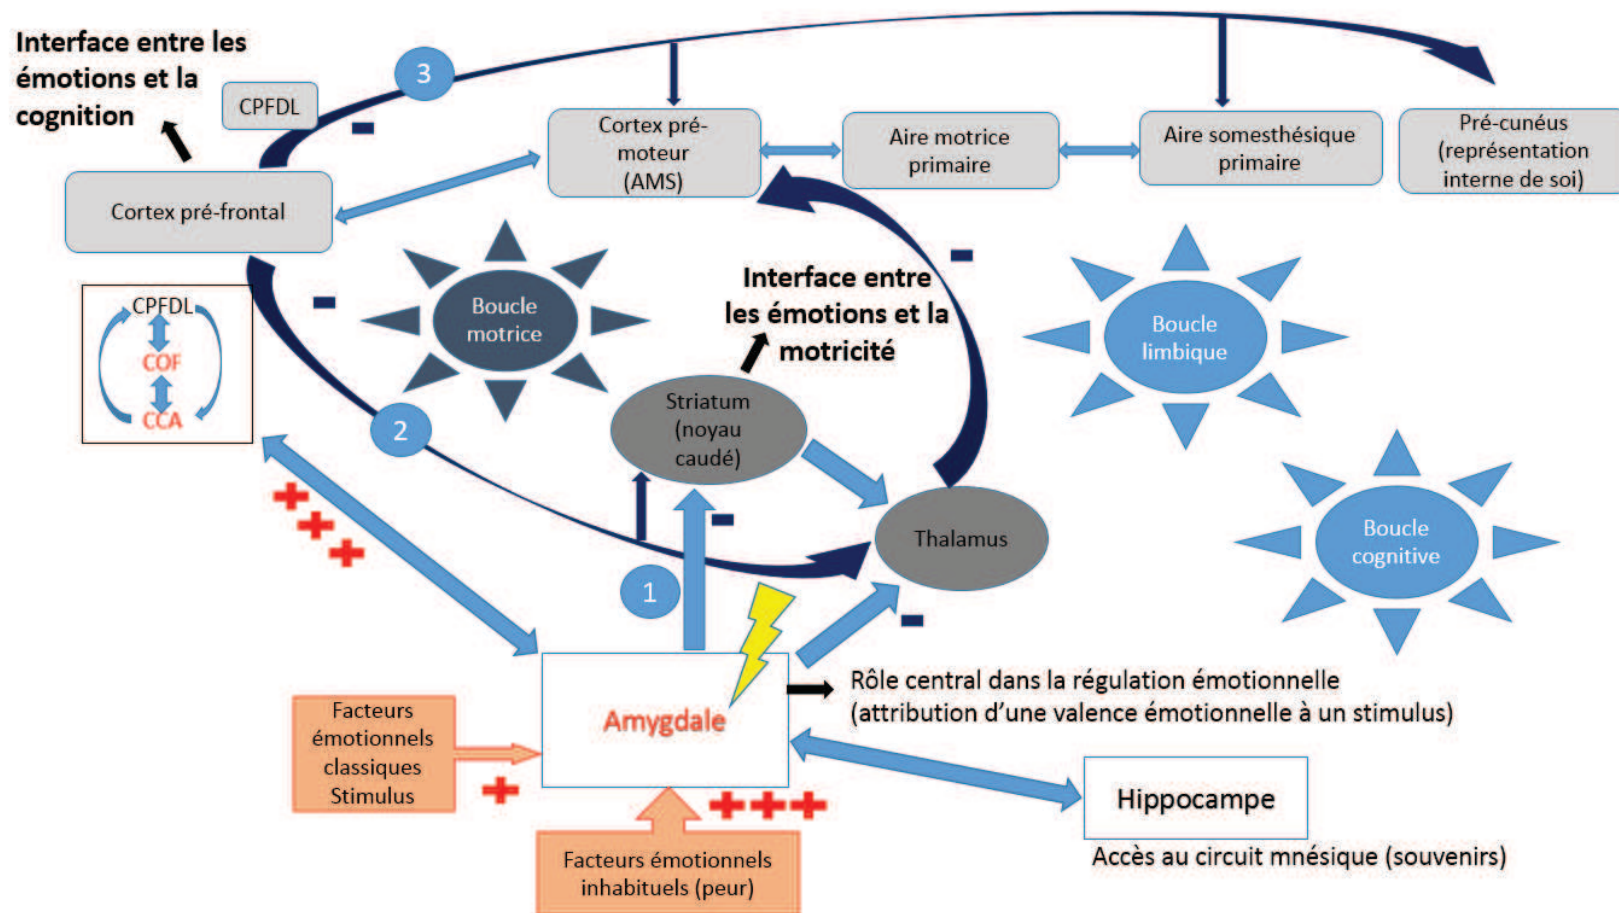 Interface entre les
émotions et la
cognition
3
CPFDL
Cortex pré-
moteur
(AMS)
Aire motrice
primaire
Aire somesthésique
primaire
Pré-cunéus
(représentation
interne de soi)
Cortex pré-frontal
Boucle
motrice
Interface entre
les émotions et la
motricité
Boucle
limbique
CPFDL
COF
CCA
2
Striatum
(noyau
caudé)
Thalamus
Boucle
cognitive
1
Amygdale
Rôle central dans la régulation émotionnelle
(attribution d'une valence émotionnelle à un stimulus)
Facteurs
émotionnels
classiques
Stimulus
Hippocampe
Facteurs émotionnels
inhabituels (peur)
Accès au circuit mnésique (souvenirs)